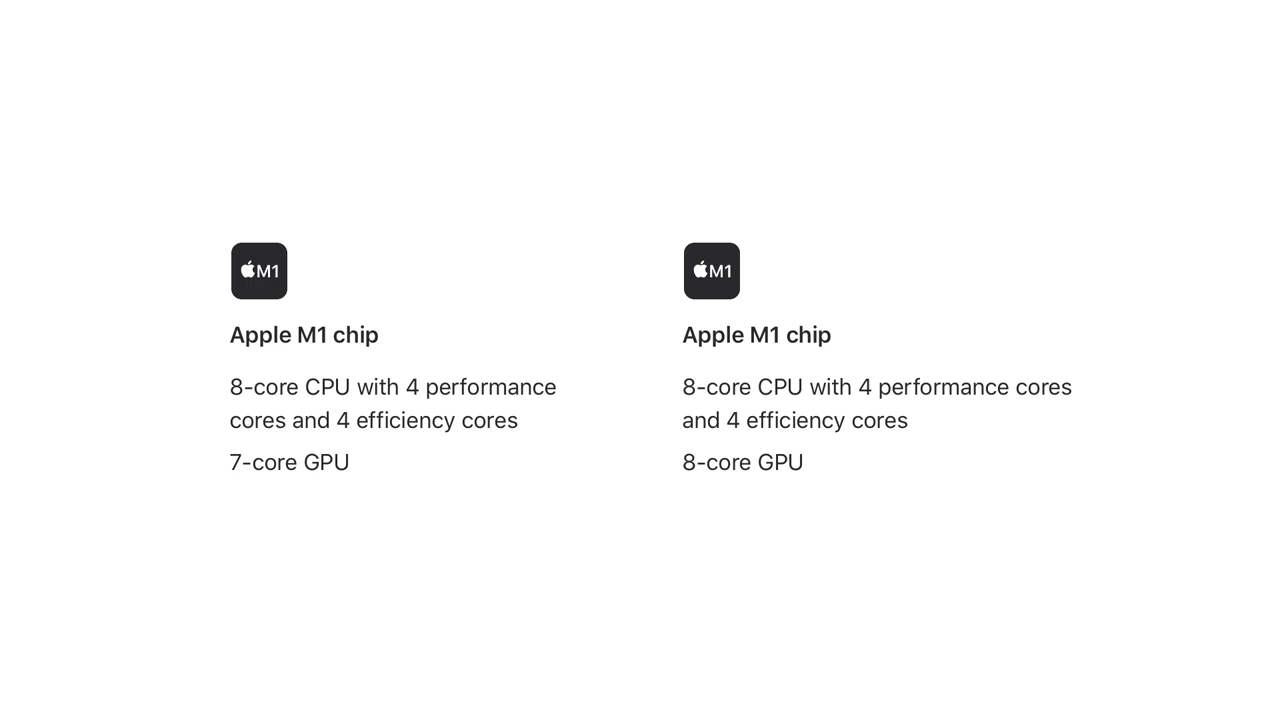 M1
Apple M1 chip
8-core CPU with 4 performance
cores and 4 efficiency cores
7-core GPU
M1
Apple M1 chip
8-core CPU with 4 performance cores
and 4 efficiency cores
8-core GPU